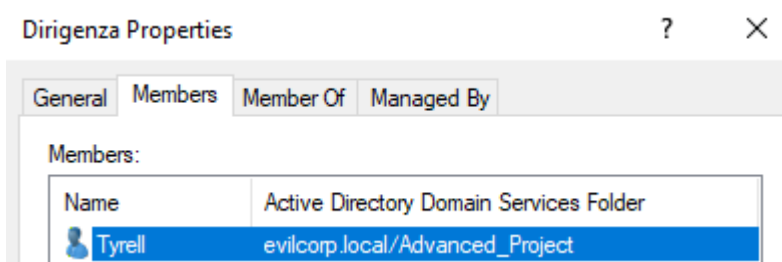 Dirigenza Properties ? X
General Members Member Of Managed By
Members:
Name Active Directory Domain Services Folder
Tyrell evilcorp.local/Advanced_Project